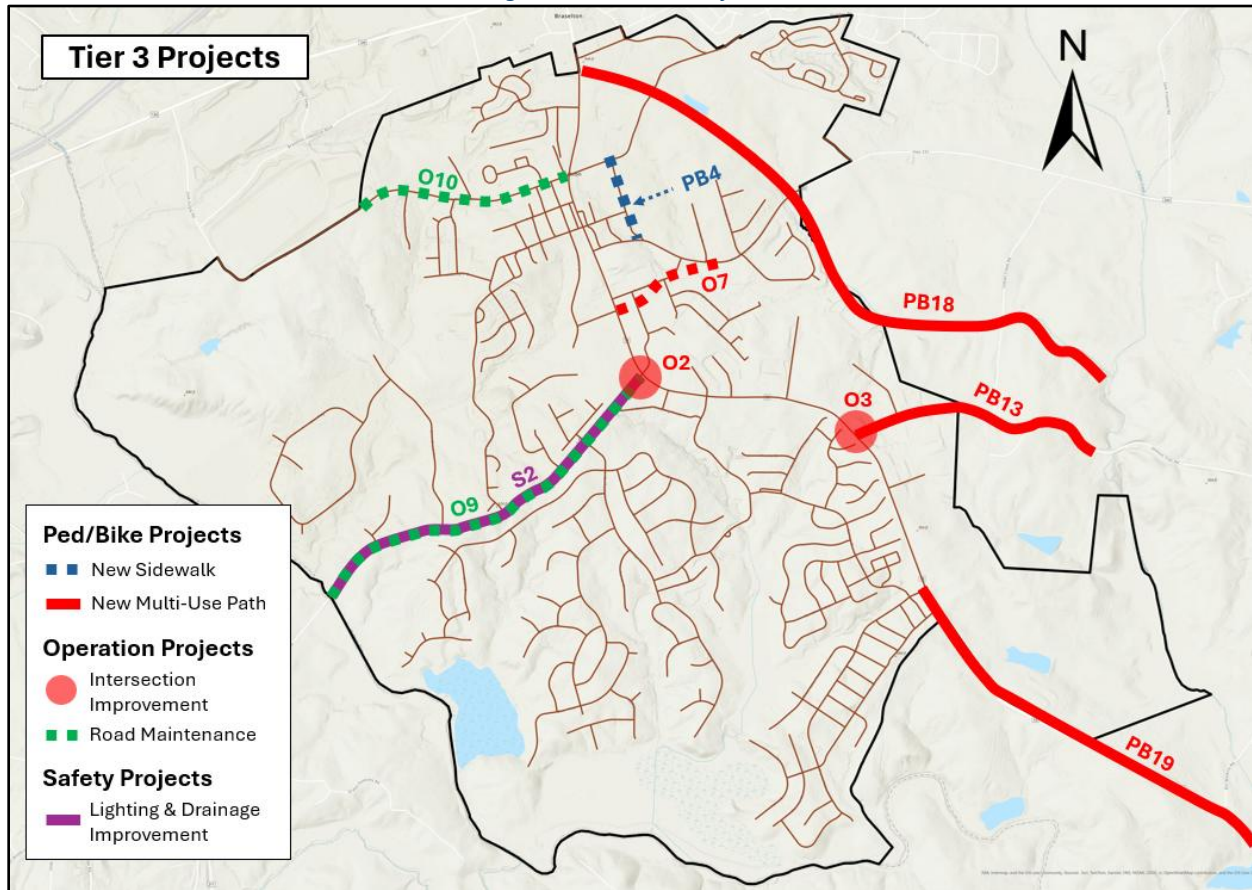 Tier 3 Projects
Braselton
N
O10
PB4
O7
PB18
O2
O3
PB13
S2
O9
PB19
Ped/Bike Projects
New Sidewalk
New Multi-Use Path
Operation Projects
Intersection
Improvement
Road Maintenance
Safety Projects
Lighting & Drainage
Improvement